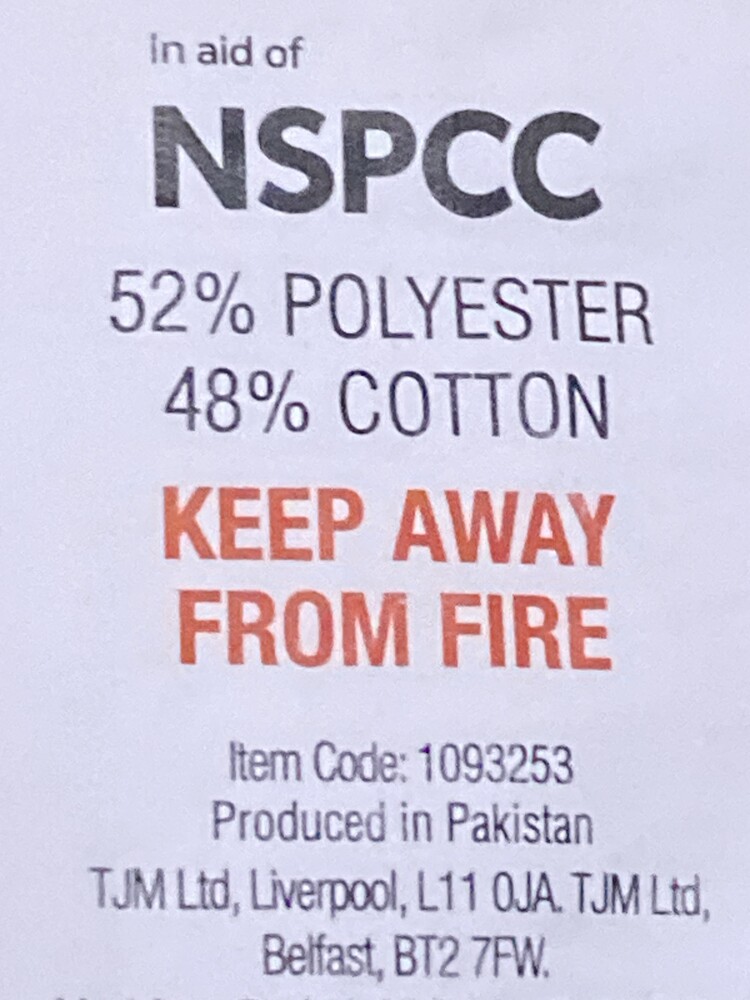 in aid of
NSPCC
52% POLYESTER
48% COTTON
KEEP AWAY
FROM FIRE
Item Code: 1093253
Produced in Pakistan
TJM Ltd, Liverpool, L11 0JA. TJM Ltd,
Belfast, BT2 7FW.